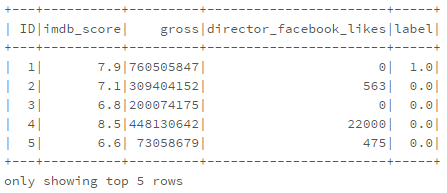 +---+----------+---------+-----------------------+-----+
| ID|imdb_score|    gross|director_facebook_likes|label|
+---+----------+---------+-----------------------+-----+
|  1|       7.9|760505847|                      0|  1.0|
|  2|       7.1|309404152|                    563|  0.0|
|  3|       6.8|200074175|                      0|  0.0|
|  4|       8.5|448130642|                  22000|  0.0|
|  5|       6.6| 73058679|                    475|  0.0|
+---+----------+---------+-----------------------+-----+
only showing top 5 rows